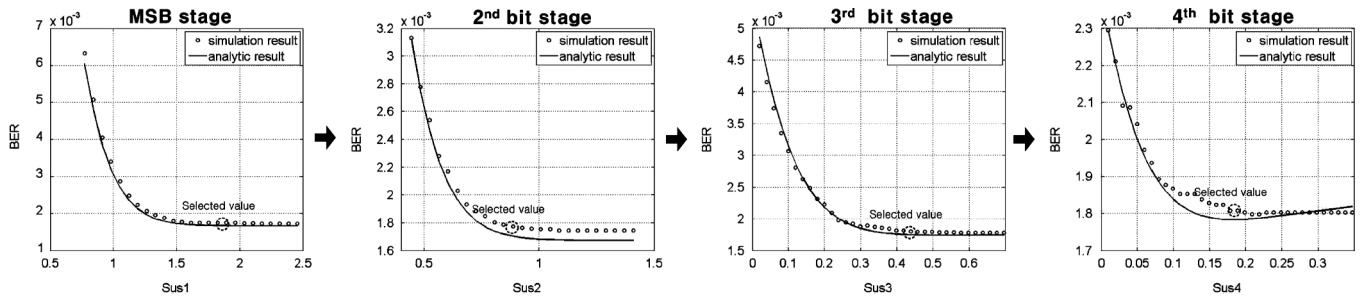 MSB stage
x 10⁻³
7
6
5
4
3
2
1
BER
simulation result
analytic result
Selected value
0.5 1 1.5 2 2.5
Sus1
2nd bit stage
x 10⁻³
3.2
3
2.8
2.6
2.4
2.2
2
1.8
1.6
BER
simulation result
analytic result
Selected value
0.5 1 1.5
Sus2
3rd bit stage
x 10⁻³
5
4.5
4
3.5
3
2.5
2
1.5
BER
simulation result
analytic result
Selected value
0 0.1 0.2 0.3 0.4 0.5 0.6
Sus3
4th bit stage
x 10⁻³
2.3
2.2
2.1
2
1.9
1.8
1.7
BER
simulation result
analytic result
Selected value
0 0.05 0.1 0.15 0.2 0.25 0.3
Sus4